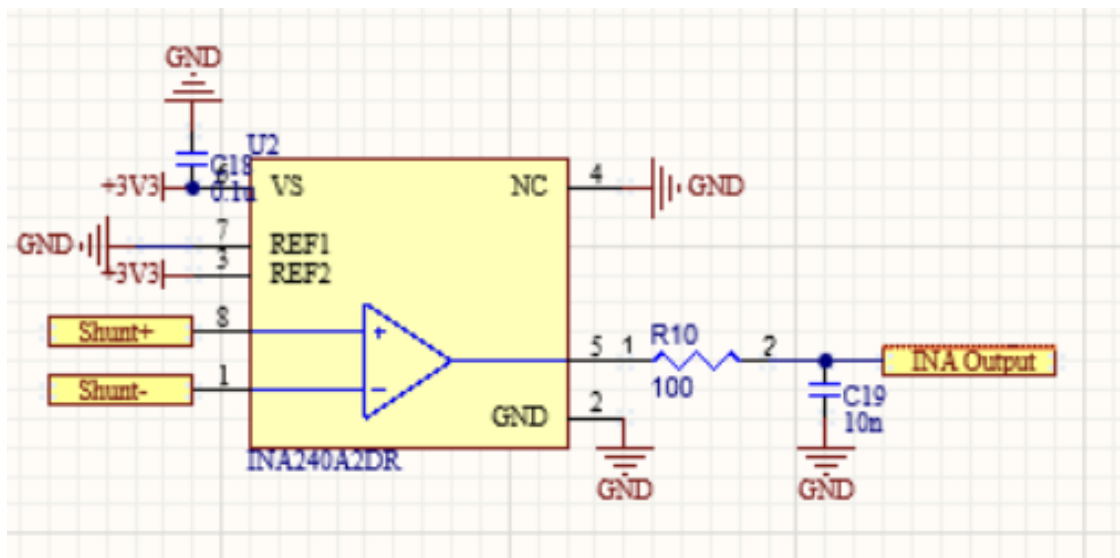 GND
U2
C18
0.1u
+3V3
6
VS
NC
4
GND
GND
7
REF1
+3V3
3
REF2
Shunt+
8
+
Shunt-
1
-
5
1
R10
100
2
INA Output
GND
2
C19
10n
INA240A2DR
GND
GND